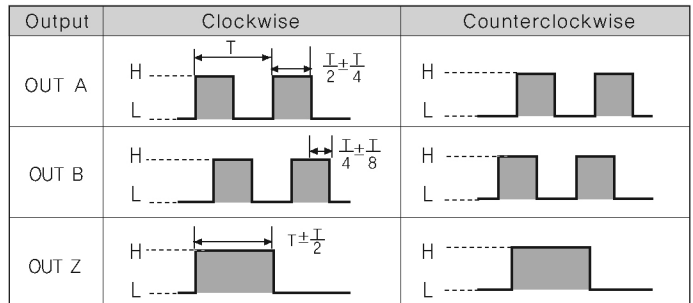 Output Clockwise Counterclockwise
T
OUT A H T/2±T/4 H
L L
OUT B H T/4±T/8 H
L L
T±T/2
OUT Z H H
L L